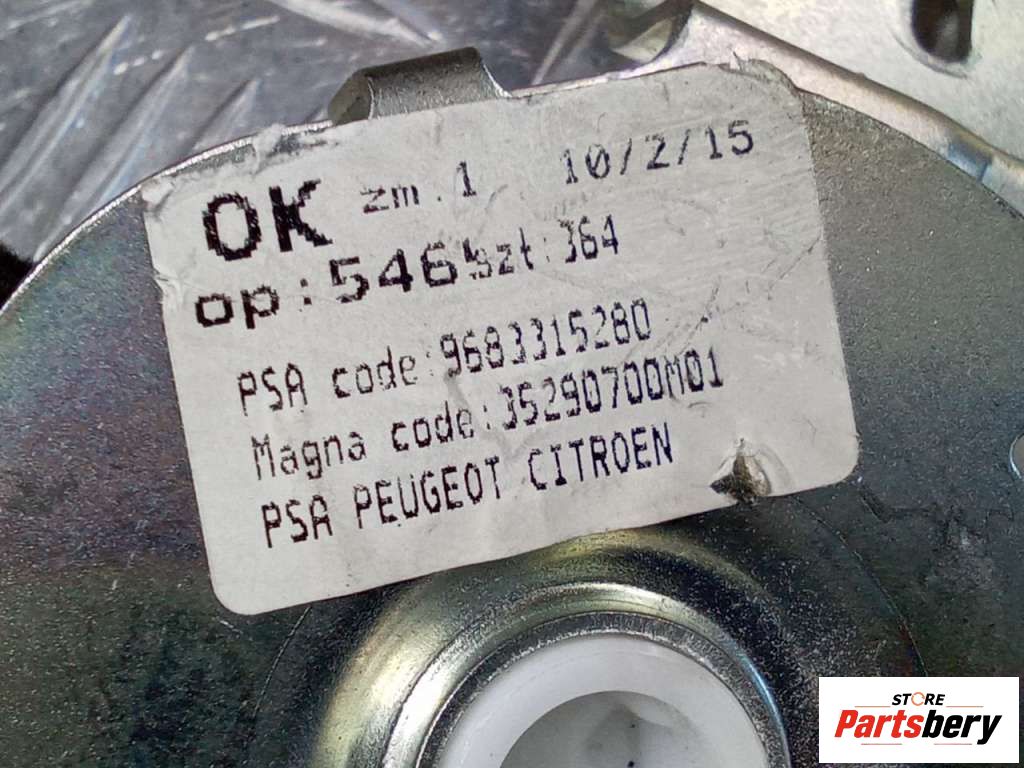 OK zm.1 10/2/15
op:546 szt:364
PSA code:9683315280
Magna code:35290700M01
PSA PEUGEOT CITROEN
STORE
Partsbery